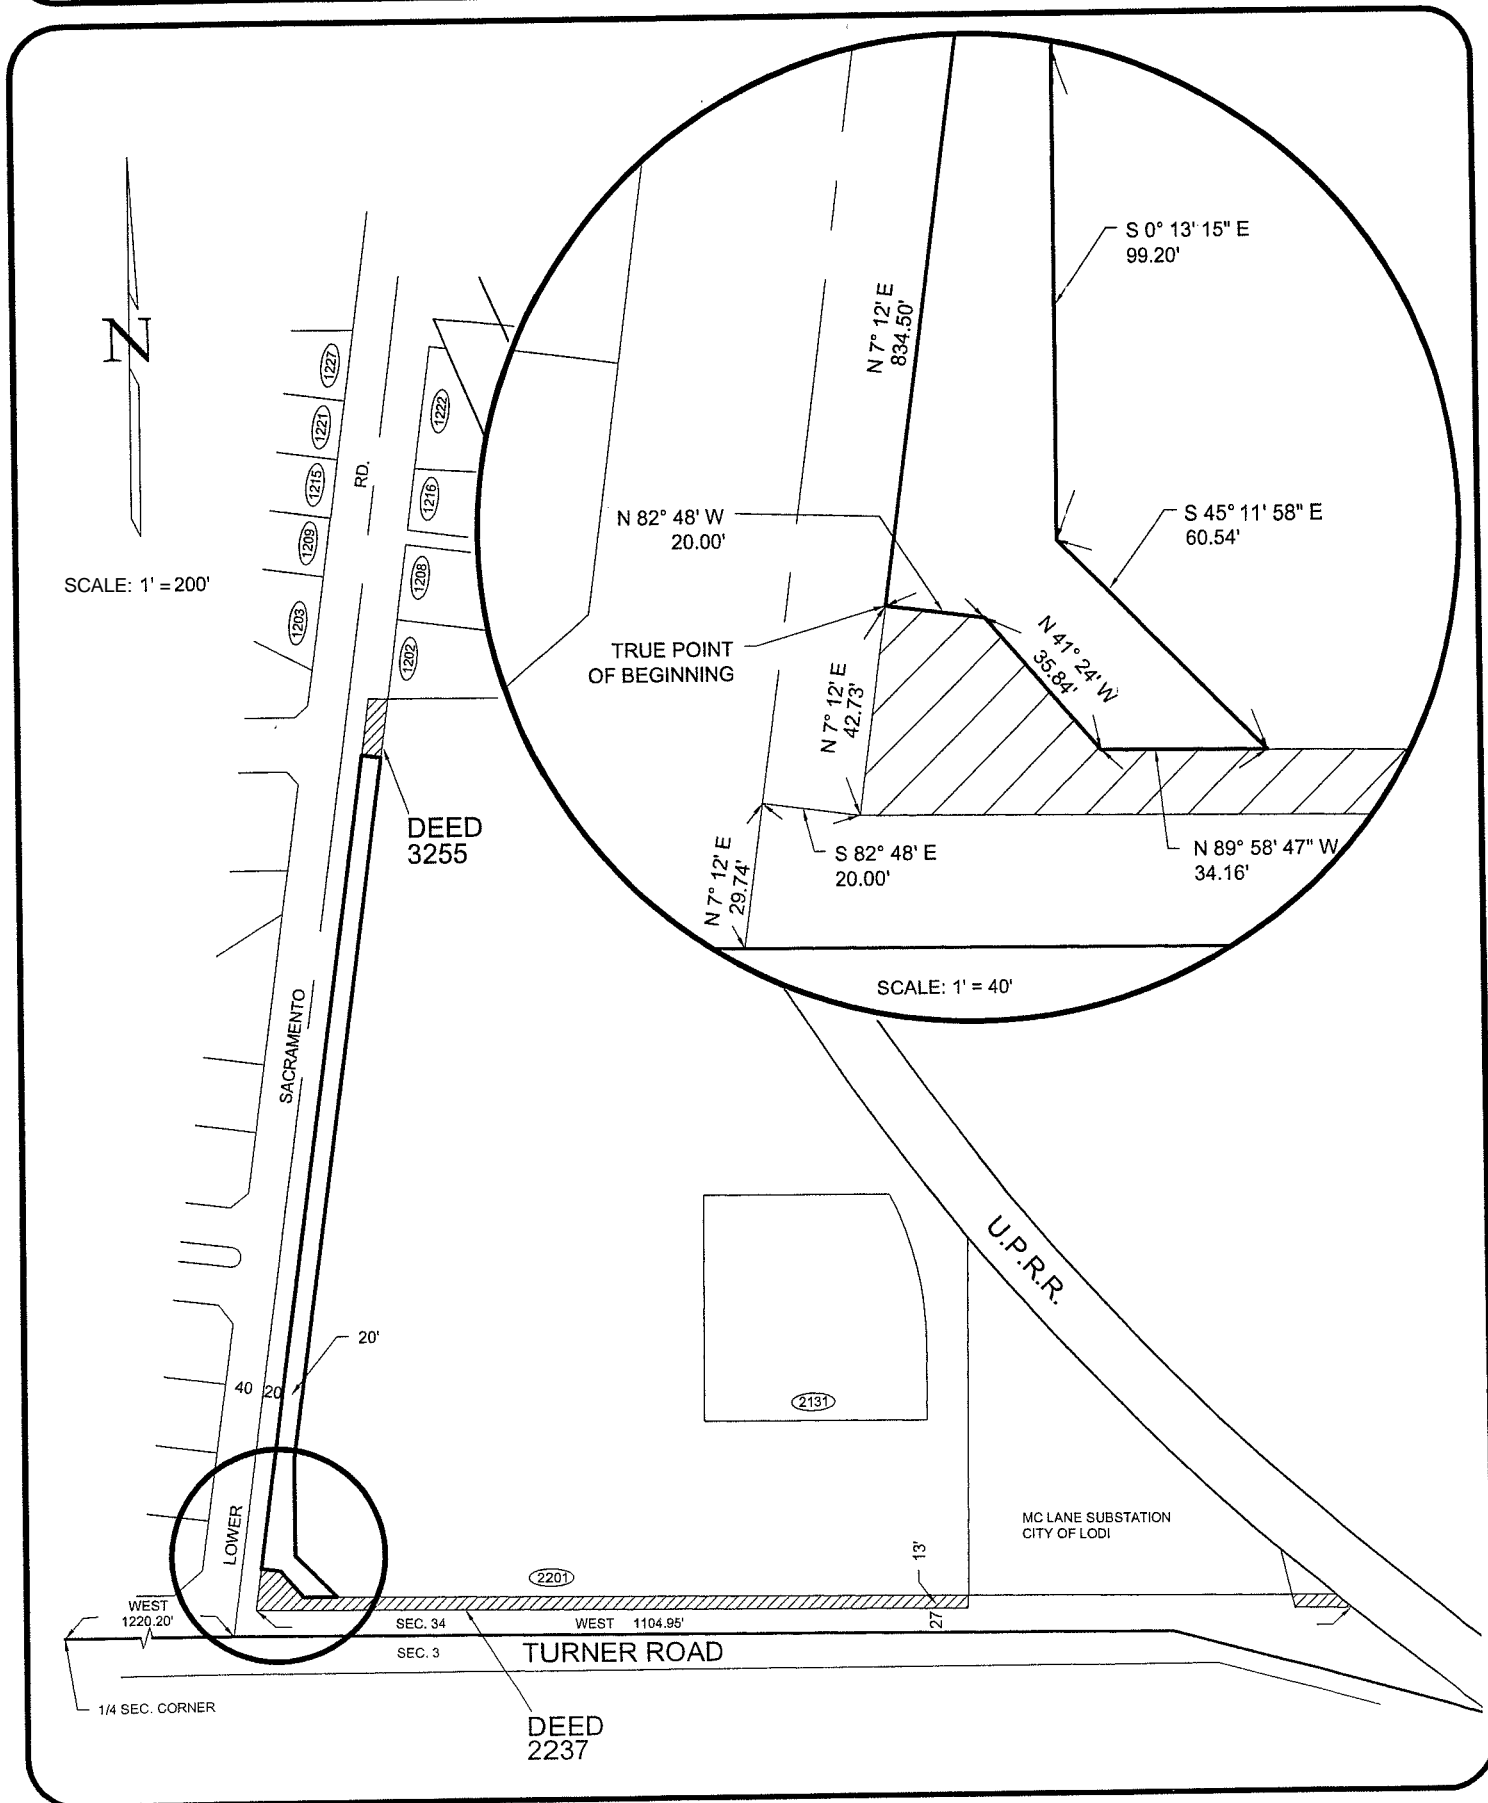 N
SCALE: 1' = 200'
1227
1221
1215
1209
1203
1222
1216
1208
1202
RD.
SACRAMENTO
LOWER
S 0° 13' 15" E
99.20'
N 7° 12' E
834.50'
N 82° 48' W
20.00'
S 45° 11' 58" E
60.54'
TRUE POINT
OF BEGINNING
N 41° 24' W
35.84'
N 7° 12' E
42.73'
N 7° 12' E
29.74'
S 82° 48' E
20.00'
N 89° 58' 47" W
34.16'
SCALE: 1' = 40'
DEED
3255
U.P.R.R.
20'
40 20
2131
MC LANE SUBSTATION
CITY OF LODI
13'
27'
2201
WEST
1220.20'
SEC. 34
WEST 1104.95'
SEC. 3
TURNER ROAD
1/4 SEC. CORNER
DEED
2237